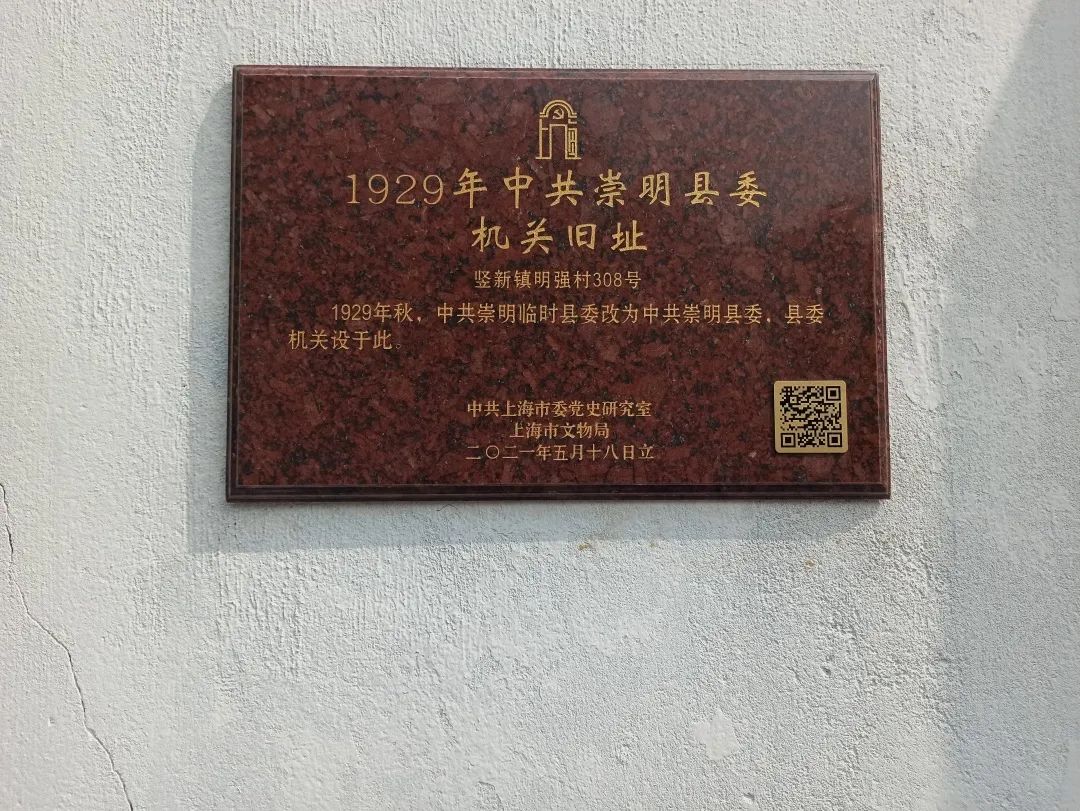 1929年中共崇明县委
机关旧址
竖新镇明强村308号
1929年秋，中共崇明临时县委改为中共崇明县委，县委
机关设于此。
中共上海市委党史研究室
上海市文物局
二〇二一年五月十八日立